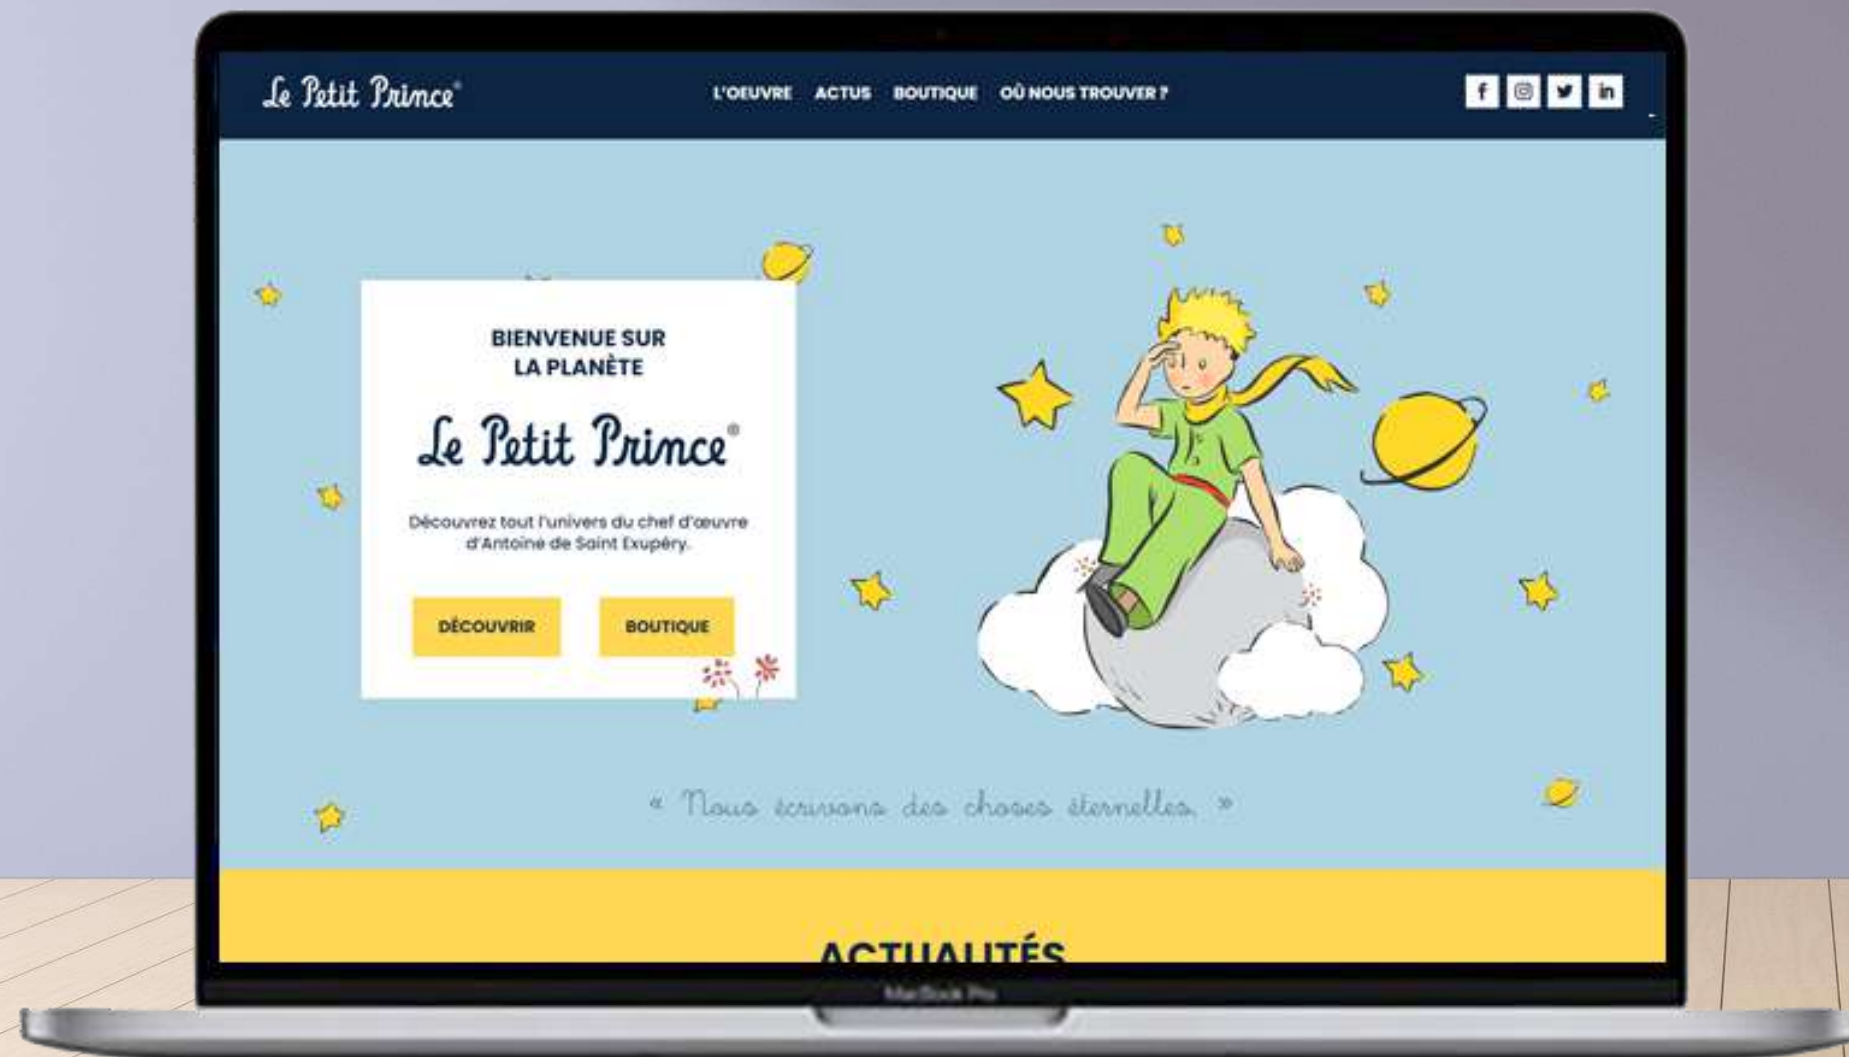 Le Petit Prince®
L'OEUVRE ACTUS BOUTIQUE OÙ NOUS TROUVER ?
f in
BIENVENUE SUR
LA PLANÈTE
Le Petit Prince®
Découvrez tout l'univers du chef d'œuvre
d'Antoine de Saint Exupéry.
DÉCOUVRIR BOUTIQUE
« Nous écrivons des choses éternelles. »
ACTUALITÉS
MacBook Pro